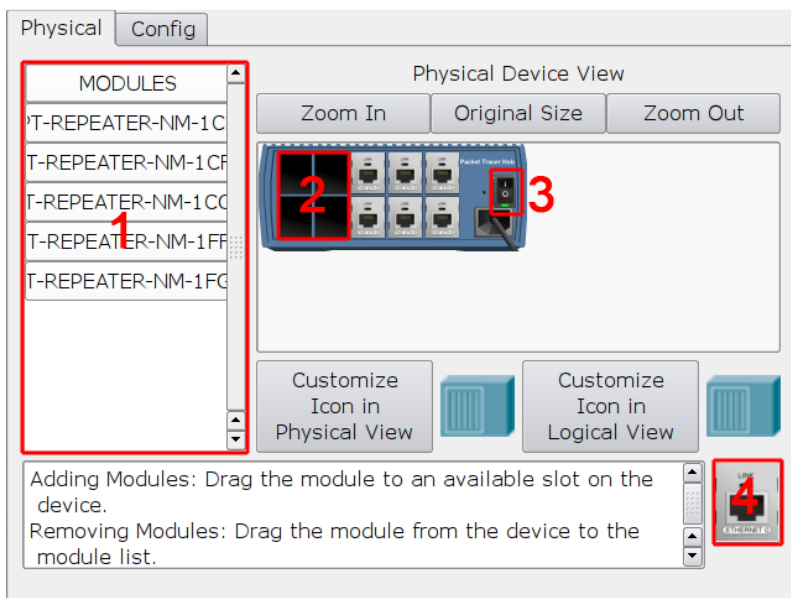 Physical
Config
MODULES
PT-REPEATER-NM-1C
T-REPEATER-NM-1CF
T-REPEATER-NM-1CG
T-REPEATER-NM-1FF
T-REPEATER-NM-1FG
1
Physical Device View
Zoom In
Original Size
Zoom Out
2
Packet Tracer Hub
3
Customize
Icon in
Physical View
Customize
Icon in
Logical View
Adding Modules: Drag the module to an available slot on the
device.
Removing Modules: Drag the module from the device to the
module list.
LINK
4
ETHERNET